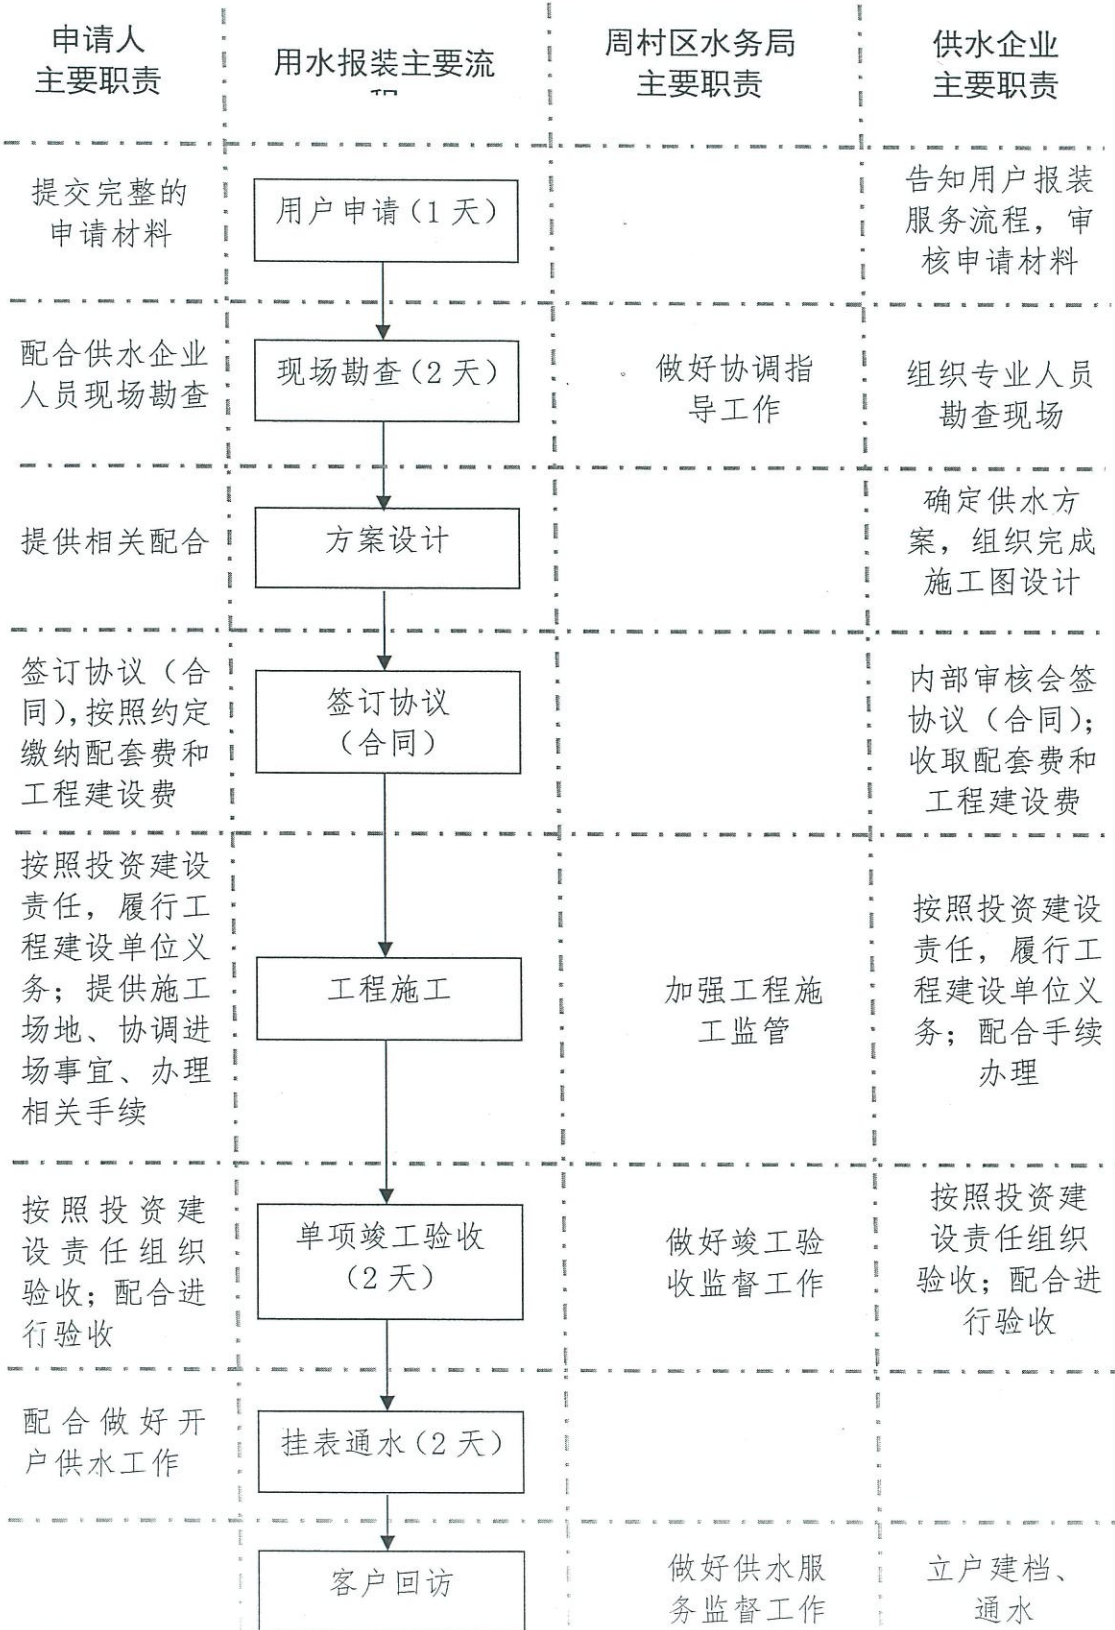 申请人
主要职责
用水报装主要流
周村区水务局
主要职责
供水企业
主要职责
提交完整的
申请材料
用户申请(1天)
告知用户报装
服务流程，审
核申请材料
配合供水企业
人员现场勘查
现场勘查(2天)
做好协调指
导工作
组织专业人员
勘查现场
提供相关配合
方案设计
确定供水方
案，组织完成
施工图设计
签订协议（合
同),按照约定
缴纳配套费和
工程建设费
签订协议
(合同)
内部审核会签
协议（合同)；
收取配套费和
工程建设费
按照投资建设
责任，履行工
程建设单位义
务；提供施工
场地、协调进
场事宜、办理
相关手续
工程施工
加强工程施
工监管
按照投资建设
责任，履行工
程建设单位义
务；配合手续
办理
按照投资建
设责任组织
验收；配合进
行验收
单项竣工验收
(2天)
做好竣工验
收监督工作
按照投资建
设责任组织
验收；配合进
行验收
配合做好开
户供水工作
挂表通水(2天)
客户回访
做好供水服
务监督工作
立户建档、
通水